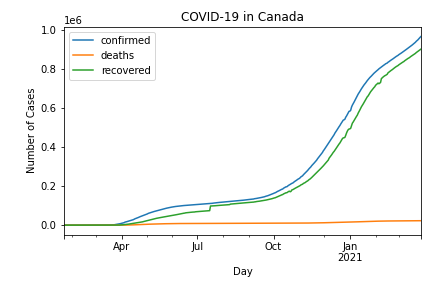 COVID-19 in Canada
1e6
confirmed
deaths
recovered
1.0
0.8
0.6
0.4
0.2
0.0
Number of Cases
Apr
Jul
Oct
Jan
2021
Day